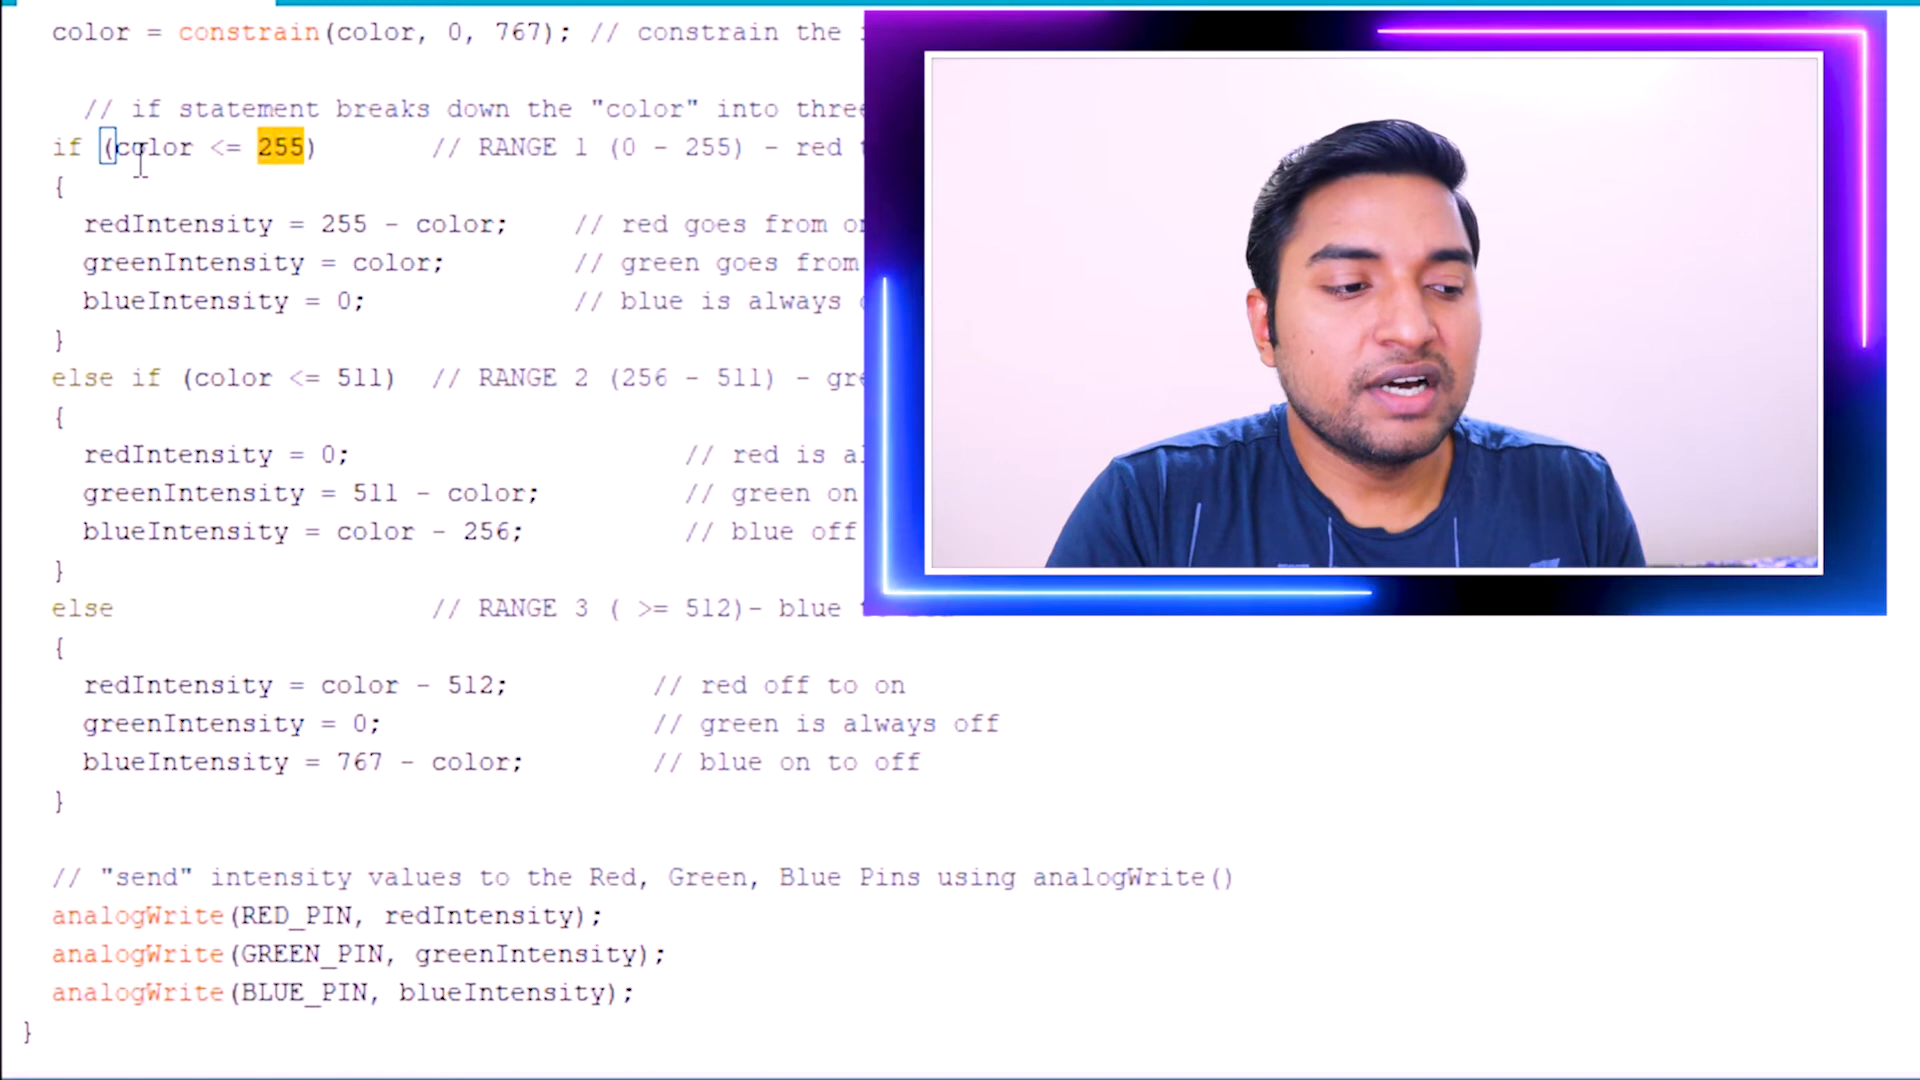 color = constrain(color, 0, 767); // constrain the
// if statement breaks down the "color" into three
if (color <= 255) // RANGE 1 (0 - 255) - red
{
redIntensity = 255 - color; // red goes from
greenIntensity = color; // green goes from
blueIntensity = 0; // blue is always
}
else if (color <= 511) // RANGE 2 (256 - 511) -
{
redIntensity = 0; // red is
greenIntensity = 511 - color; // green on
blueIntensity = color - 256; // blue off
}
else // RANGE 3 ( >= 512)- blue
{
redIntensity = color - 512; // red off to on
greenIntensity = 0; // green is always off
blueIntensity = 767 - color; // blue on to off
}
// "send" intensity values to the Red, Green, Blue Pins using analogWrite()
analogWrite(RED_PIN, redIntensity);
analogWrite(GREEN_PIN, greenIntensity);
analogWrite(BLUE_PIN, blueIntensity);
}